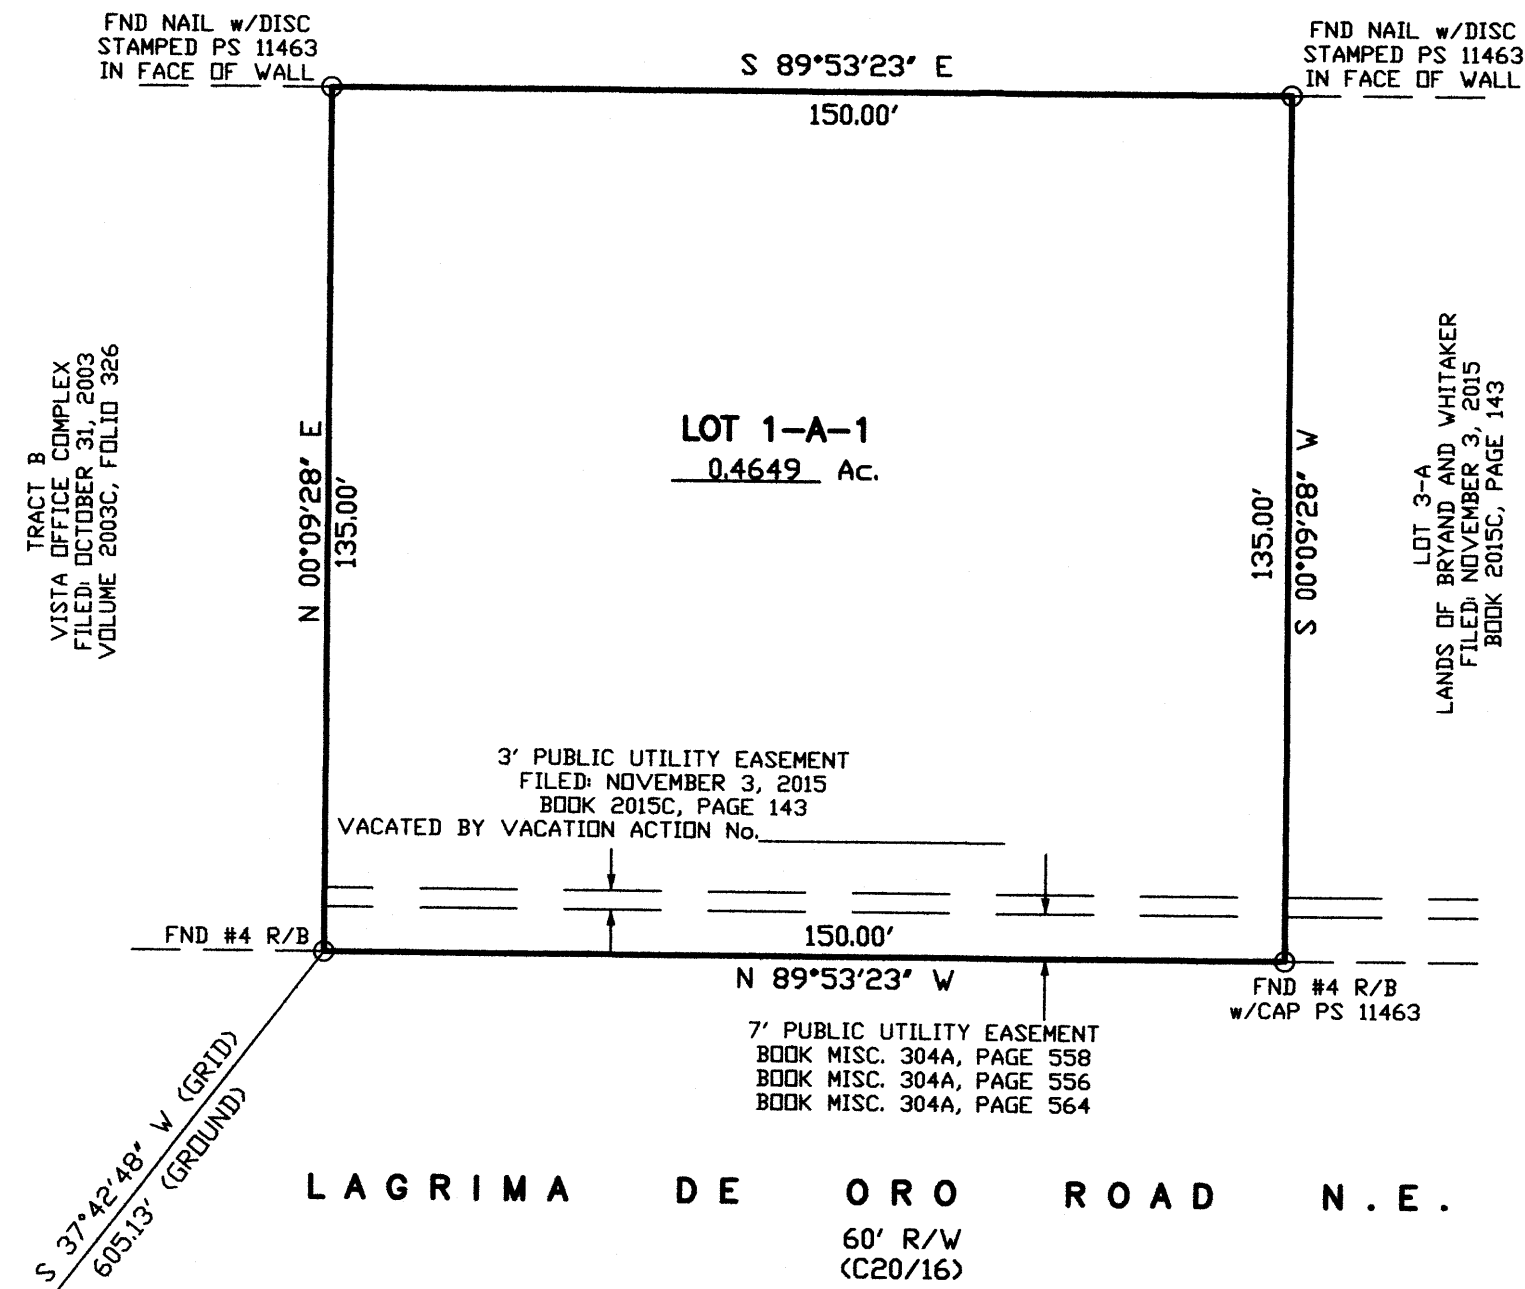 FND NAIL w/DISC
STAMPED PS 11463
IN FACE OF WALL
S 89°53'23" E
150.00'
FND NAIL w/DISC
STAMPED PS 11463
IN FACE OF WALL
TRACT B
VISTA OFFICE COMPLEX
FILED: OCTOBER 31, 2003
VOLUME 2003C, FOLIO 326
N 00°09'28" E
135.00'
LOT 1-A-1
0.4649 Ac.
135.00'
S 00°09'28" W
LOT 3-A
LANDS OF BRYAND AND WHITAKER
FILED: NOVEMBER 3, 2015
BOOK 2015C, PAGE 143
3' PUBLIC UTILITY EASEMENT
FILED: NOVEMBER 3, 2015
BOOK 2015C, PAGE 143
VACATED BY VACATION ACTION No.
FND #4 R/B
150.00'
N 89°53'23" W
FND #4 R/B
w/CAP PS 11463
7' PUBLIC UTILITY EASEMENT
BOOK MISC. 304A, PAGE 558
BOOK MISC. 304A, PAGE 556
BOOK MISC. 304A, PAGE 564
S 37°42'48" W (GRID)
605.13' (GROUND)
LAGRIMA DE ORO ROAD N.E.
60' R/W
(C20/16)